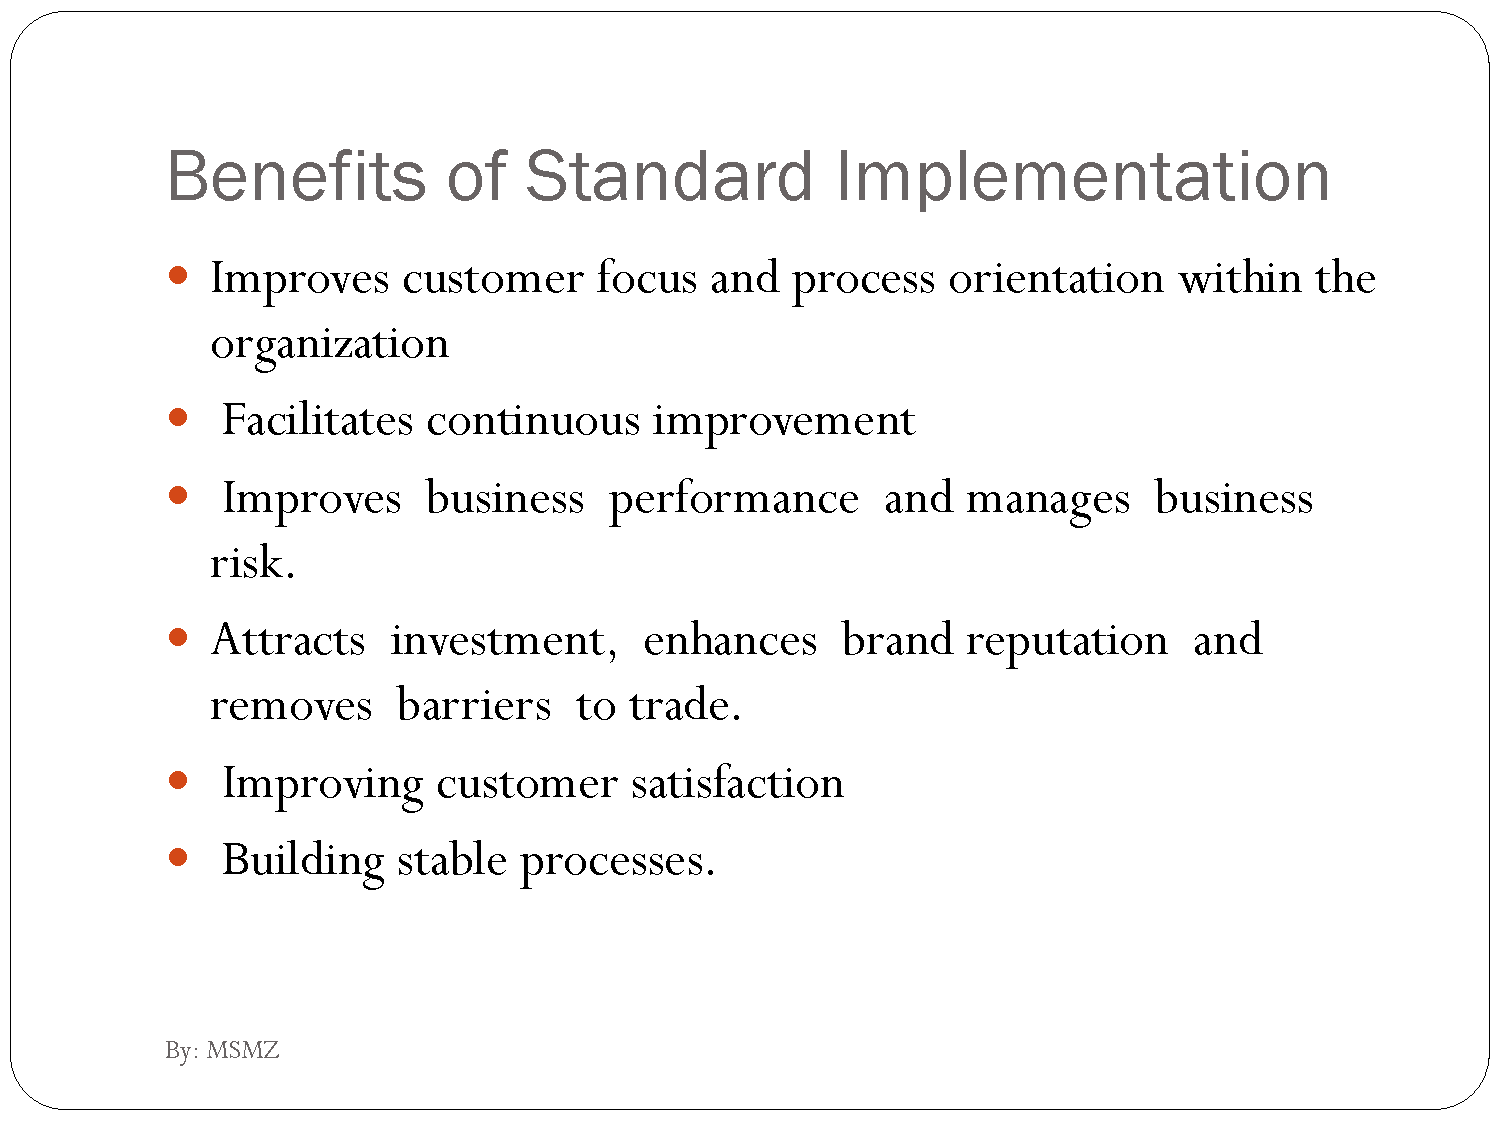 Benefits of Standard Implementation
• Improves customer focus and process orientation within the
organization
• Facilitates continuous improvement
• Improves business performance and manages business
risk.
• Attracts investment, enhances brand reputation and
removes barriers to trade.
• Improving customer satisfaction
• Building stable processes.
By: MSMZ